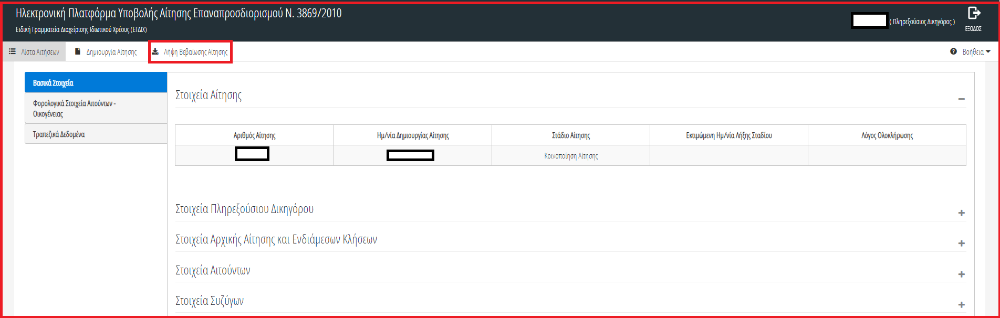 Ηλεκτρονική Πλατφόρμα Υποβολής Αίτησης Επαναπροσδιορισμού Ν. 3869/2010
Ειδική Γραμματεία Διαχείρισης Ιδιωτικού Χρέους (ΕΓΔΙΧ)
( Πληρεξούσιος Δικηγόρος )
ΕΞΟΔΟΣ
Λίστα Αιτήσεων
Δημιουργία Αίτησης
Λήψη Βεβαίωσης Αίτησης
Βοήθεια
Βασικά Στοιχεία
Φορολογικά Στοιχεία Αιτούντων -
Οικογένειας
Τραπεζικά Δεδομένα
Στοιχεία Αίτησης
Αριθμός Αίτησης
Ημ/νία Δημιουργίας Αίτησης
Στάδιο Αίτησης
Εκτιμώμενη Ημ/νία Λήξης Σταδίου
Λόγος Ολοκλήρωσης
Κοινοποίηση Αίτησης
Στοιχεία Πληρεξούσιου Δικηγόρου
Στοιχεία Αρχικής Αίτησης και Ενδιάμεσων Κλήσεων
Στοιχεία Αιτούντων
Στοιχεία Συζύγων